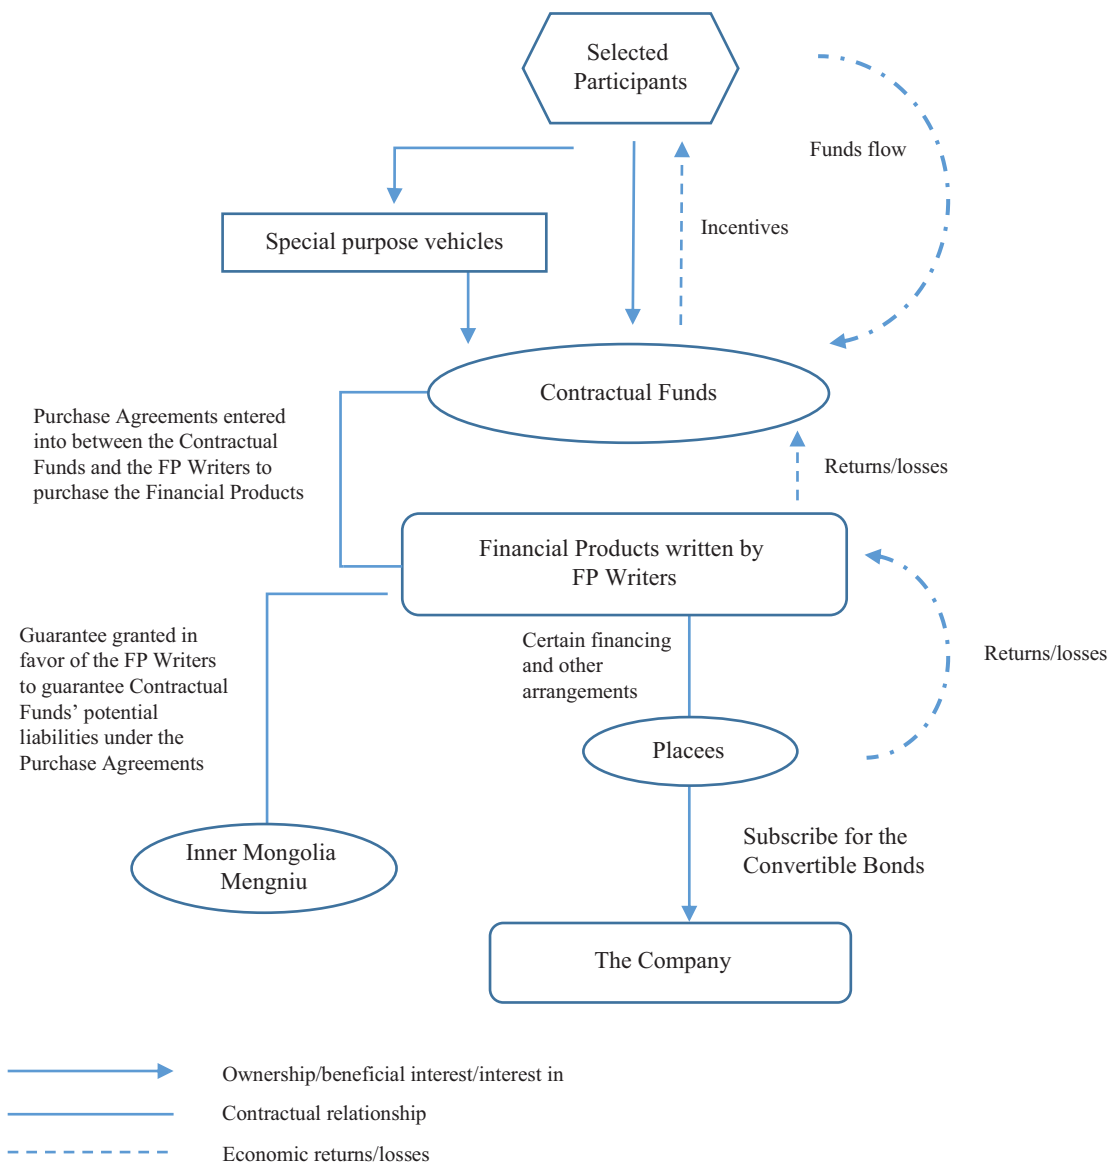 Selected
Participants
Funds flow
Incentives
Special purpose vehicles
Contractual Funds
Purchase Agreements entered
into between the Contractual
Funds and the FP Writers to
purchase the Financial Products
Returns/losses
Financial Products written by
FP Writers
Guarantee granted in
favor of the FP Writers
to guarantee Contractual
Funds’ potential
liabilities under the
Purchase Agreements
Certain financing
and other
arrangements
Returns/losses
Placees
Subscribe for the
Convertible Bonds
Inner Mongolia
Mengniu
The Company
Ownership/beneficial interest/interest in
Contractual relationship
Economic returns/losses